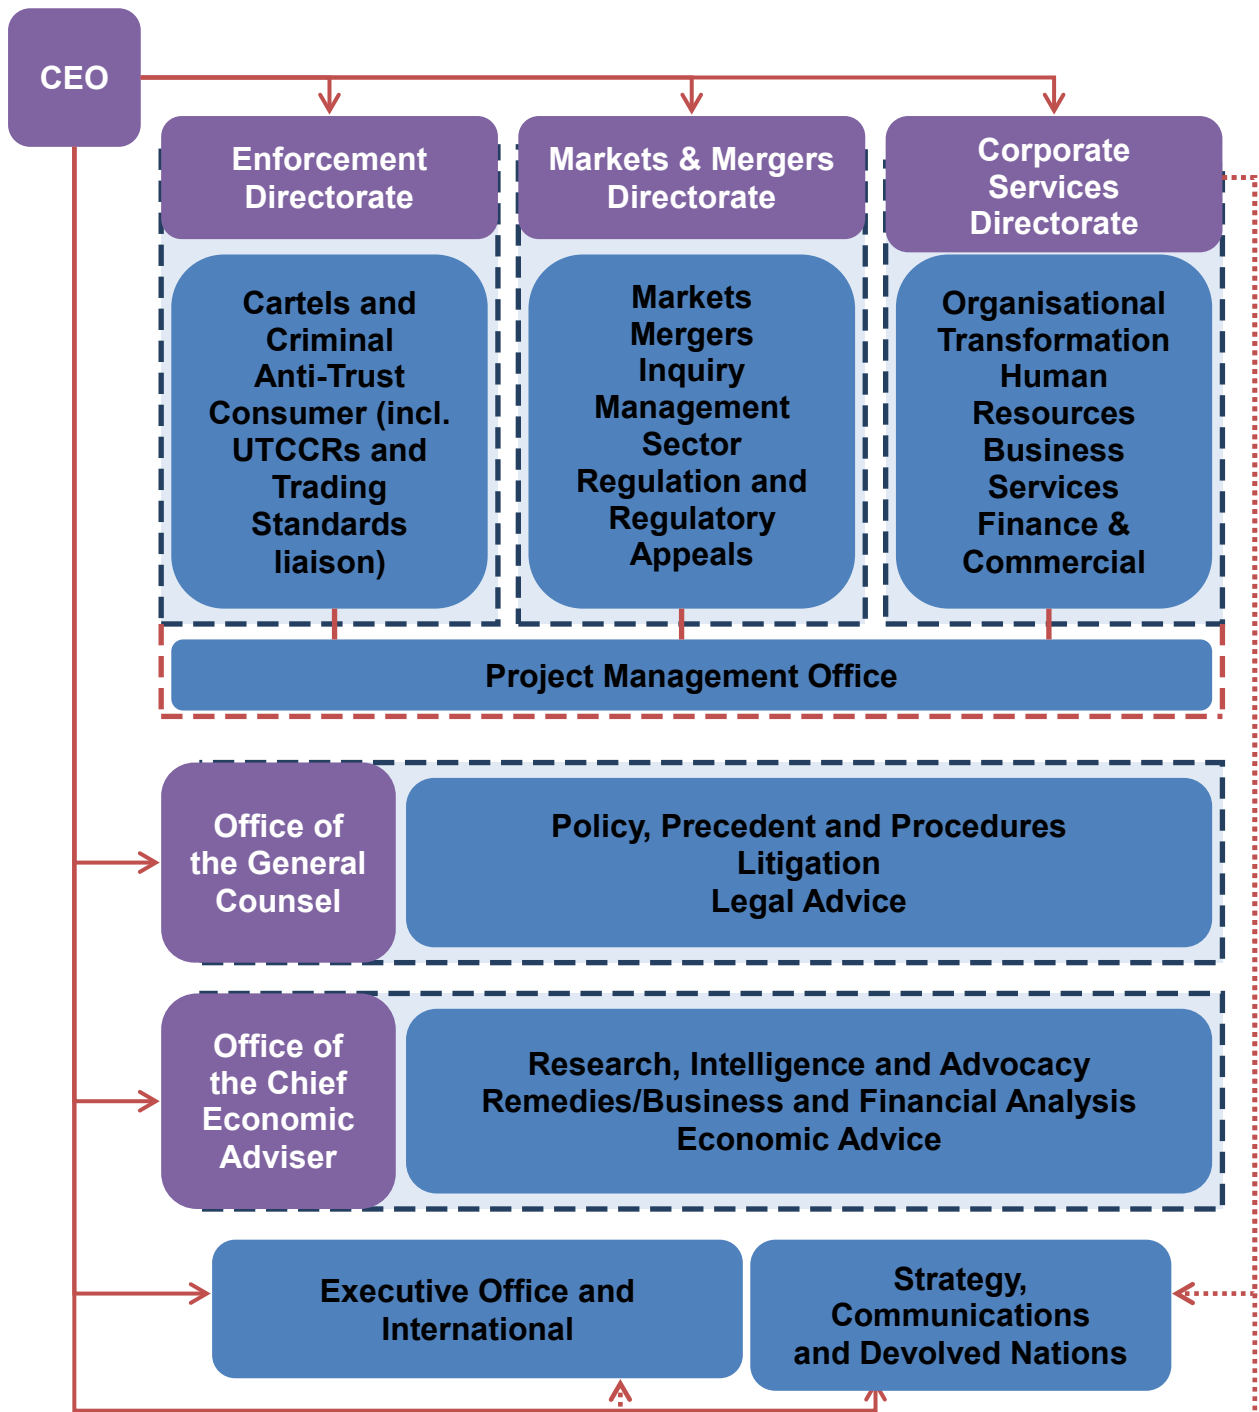 CEO
Enforcement
Directorate
Markets & Mergers
Directorate
Corporate
Services
Directorate
Cartels and
Criminal
Anti-Trust
Consumer (incl.
UTCCRs and
Trading
Standards
liaison)
Markets
Mergers
Inquiry
Management
Sector
Regulation and
Regulatory
Appeals
Organisational
Transformation
Human
Resources
Business
Services
Finance &
Commercial
Project Management Office
Office of
the General
Counsel
Policy, Precedent and Procedures
Litigation
Legal Advice
Office of
the Chief
Economic
Adviser
Research, Intelligence and Advocacy
Remedies/Business and Financial Analysis
Economic Advice
Executive Office and
International
Strategy,
Communications
and Devolved Nations